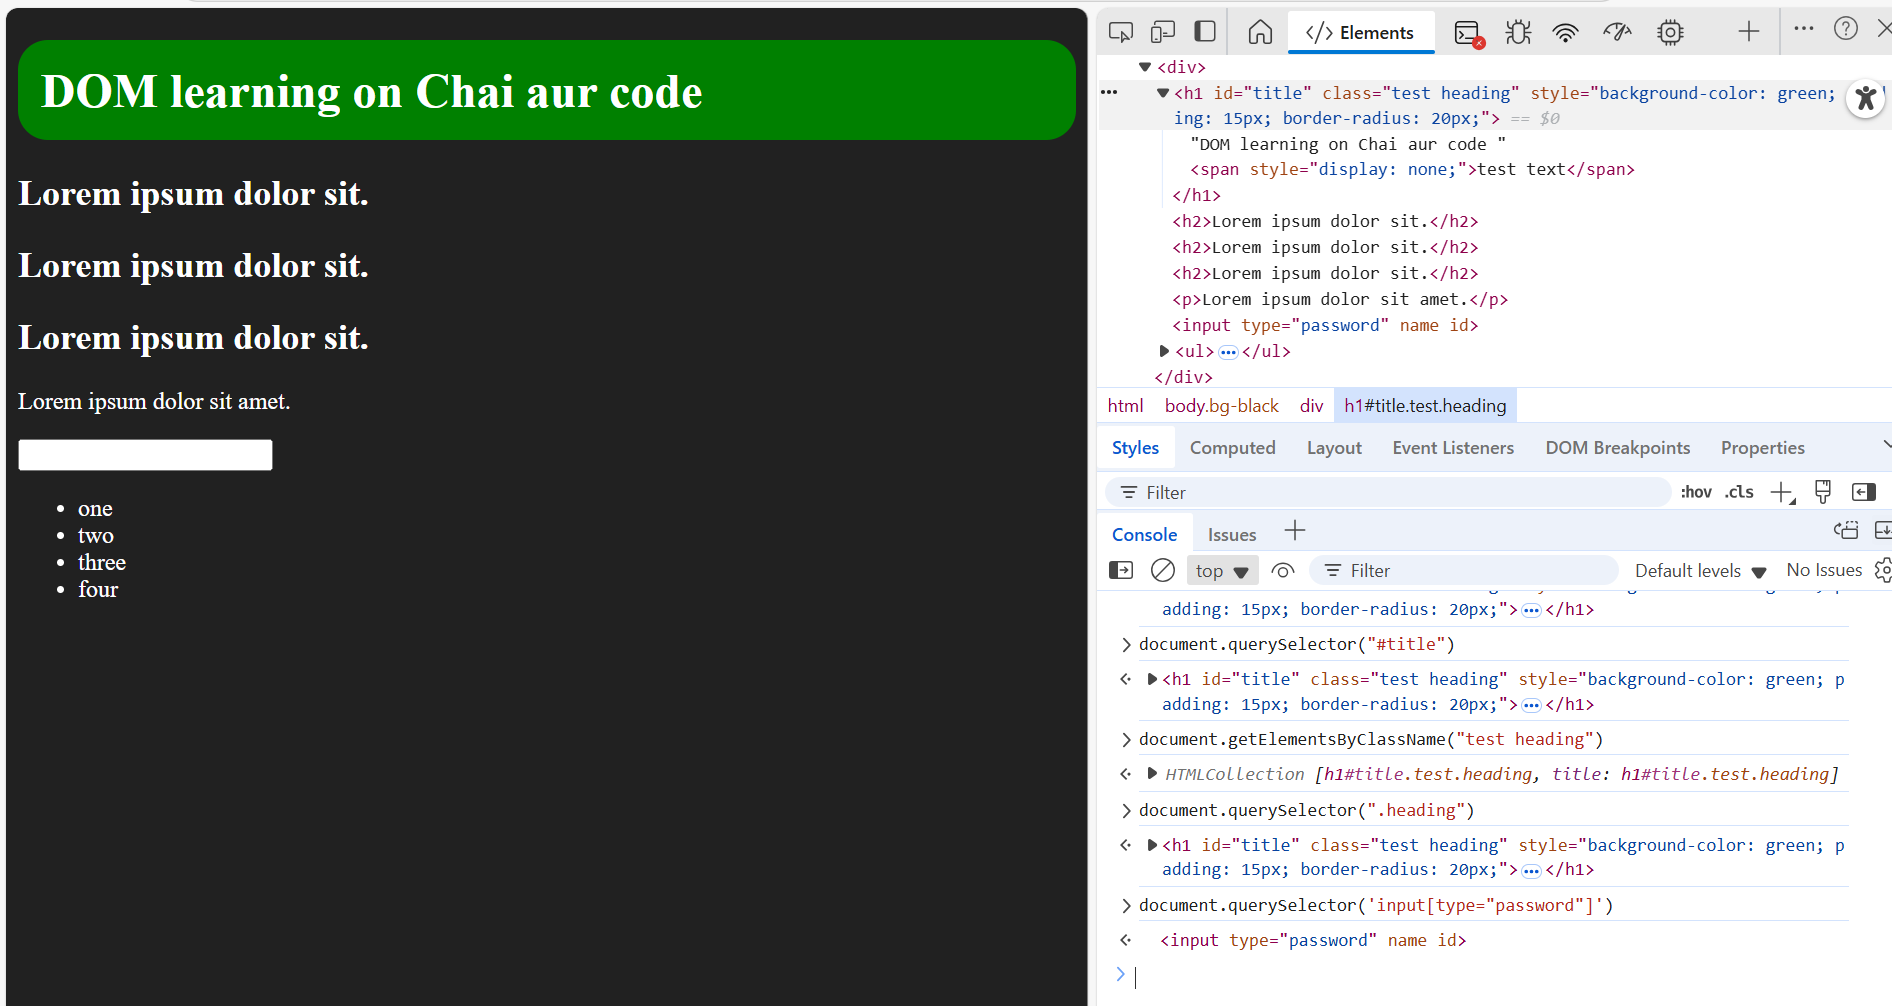 DOM learning on Chai aur code
Lorem ipsum dolor sit.
Lorem ipsum dolor sit.
Lorem ipsum dolor sit.
Lorem ipsum dolor sit amet.
one
two
three
four
</> Elements
<div>
<h1 id="title" class="test heading" style="background-color: green;
ing: 15px; border-radius: 20px;"> == $0
"DOM learning on Chai aur code "
<span style="display: none;">test text</span>
</h1>
<h2>Lorem ipsum dolor sit.</h2>
<h2>Lorem ipsum dolor sit.</h2>
<h2>Lorem ipsum dolor sit.</h2>
<p>Lorem ipsum dolor sit amet.</p>
<input type="password" name id>
<ul>…</ul>
</div>
html body.bg-black div h1#title.test.heading
Styles Computed Layout Event Listeners DOM Breakpoints Properties
Filter :hov .cls
Console Issues
top Filter Default levels No Issues
adding: 15px; border-radius: 20px;">…</h1>
document.querySelector("#title")
<h1 id="title" class="test heading" style="background-color: green; p
adding: 15px; border-radius: 20px;">…</h1>
document.getElementsByClassName("test heading")
HTMLCollection [h1#title.test.heading, title: h1#title.test.heading]
document.querySelector(".heading")
<h1 id="title" class="test heading" style="background-color: green; p
adding: 15px; border-radius: 20px;">…</h1>
document.querySelector('input[type="password"]')
<input type="password" name id>